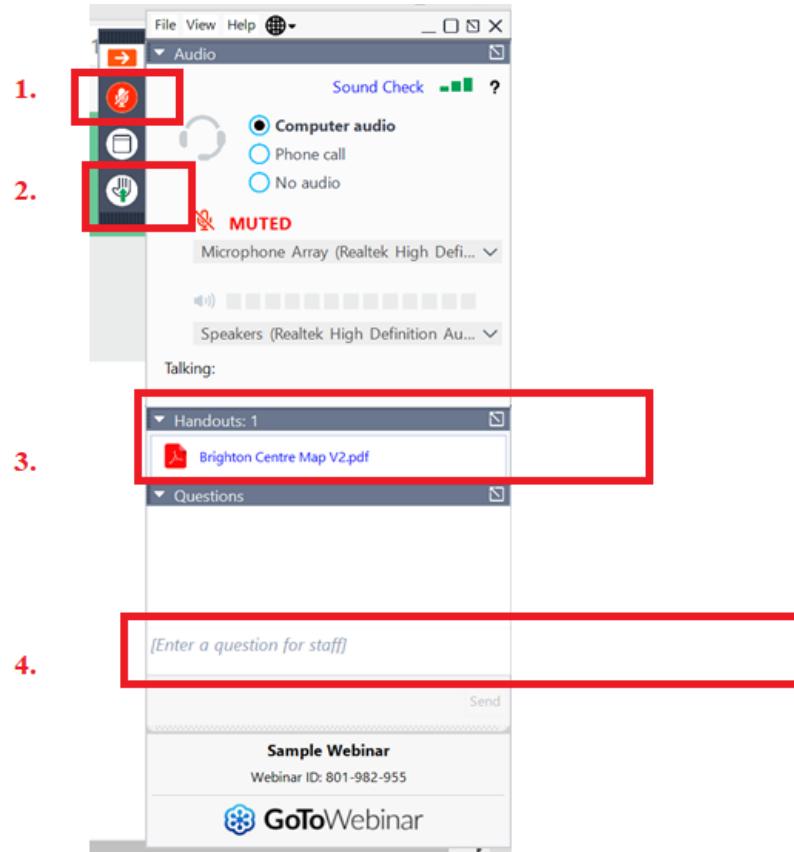 File View Help
Audio
1.
Sound Check ?
Computer audio
Phone call
2.
No audio
MUTED
Microphone Array (Realtek High Defi...
Speakers (Realtek High Definition Au...
Talking:
Handouts: 1
3.
Brighton Centre Map V2.pdf
Questions
[Enter a question for staff]
4.
Send
Sample Webinar
Webinar ID: 801-982-955
GoToWebinar